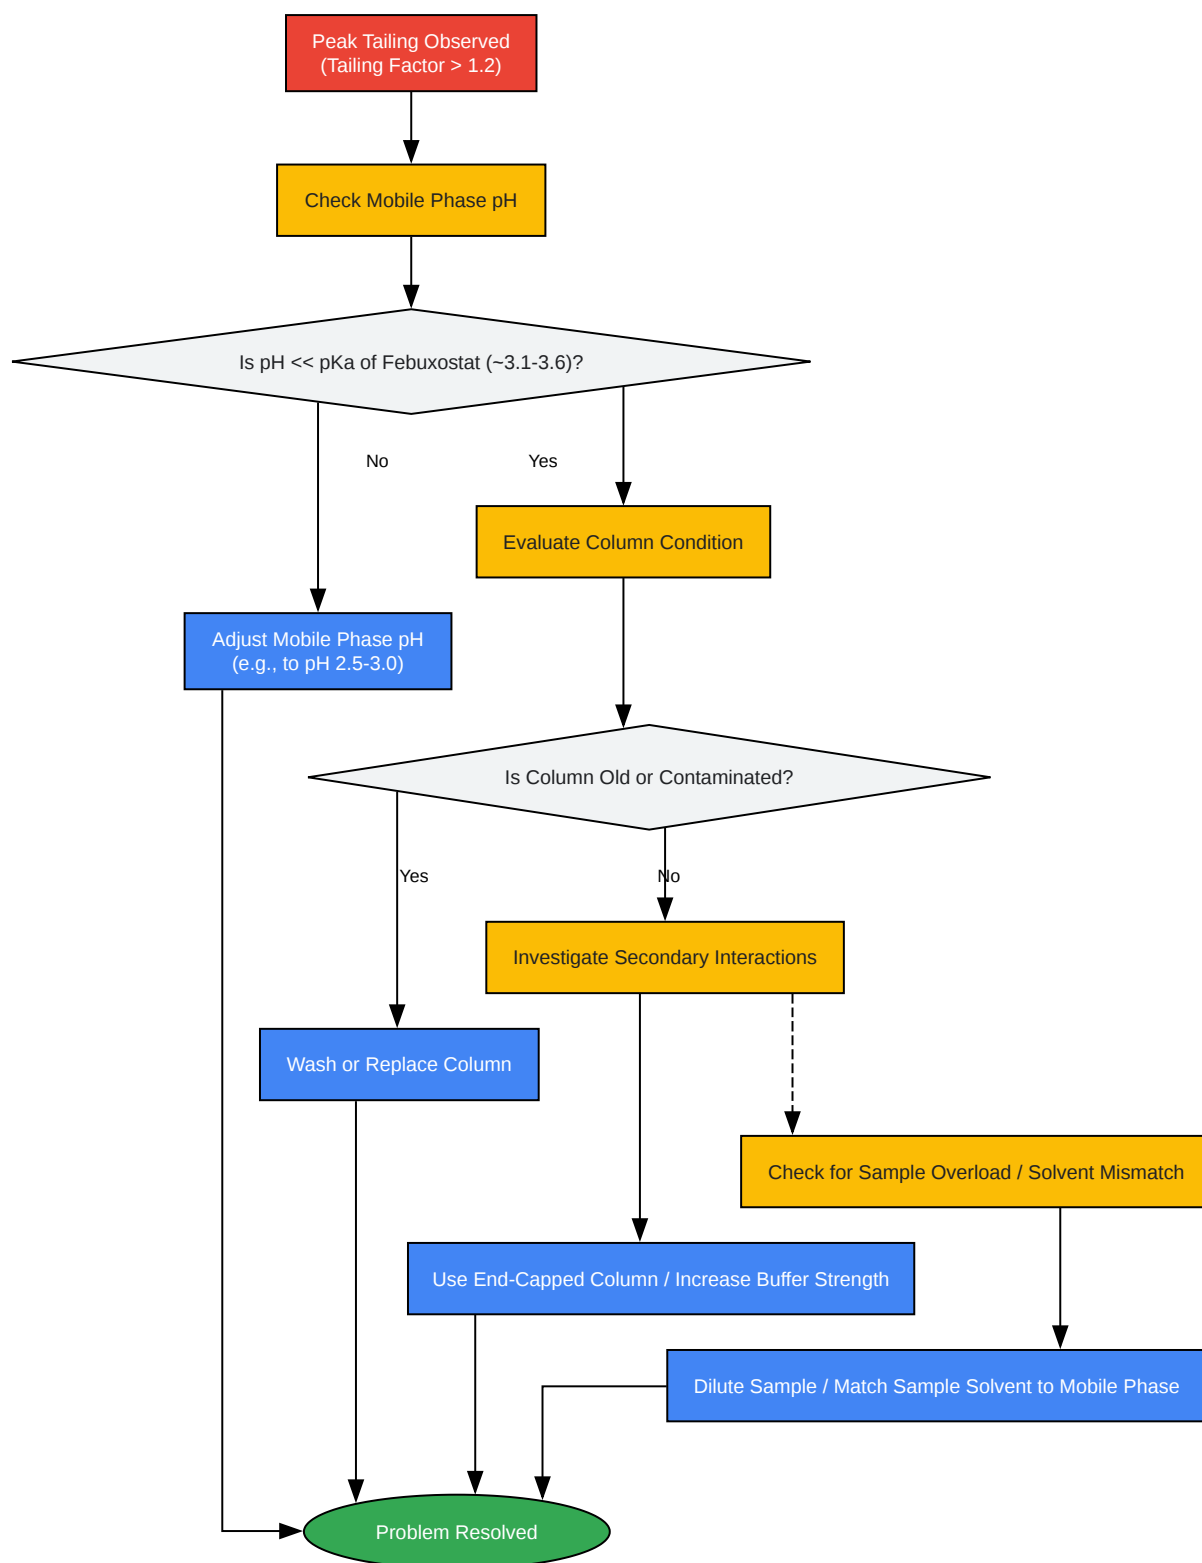 Peak Tailing Observed
(Tailing Factor > 1.2)
Check Mobile Phase pH
Is pH << pKa of Febuxostat (~3.1-3.6)?
No
Yes
Evaluate Column Condition
Adjust Mobile Phase pH
(e.g., to pH 2.5-3.0)
Is Column Old or Contaminated?
Yes
No
Investigate Secondary Interactions
Wash or Replace Column
Check for Sample Overload / Solvent Mismatch
Use End-Capped Column / Increase Buffer Strength
Dilute Sample / Match Sample Solvent to Mobile Phase
Problem Resolved